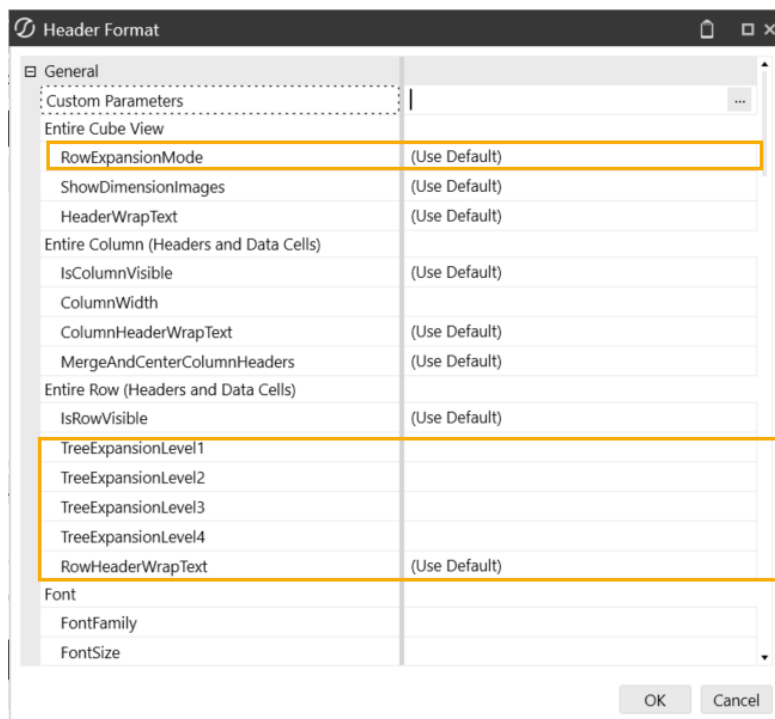 Header Format
General
Custom Parameters ...
Entire Cube View
RowExpansionMode (Use Default)
ShowDimensionImages (Use Default)
HeaderWrapText (Use Default)
Entire Column (Headers and Data Cells)
IsColumnVisible (Use Default)
ColumnWidth
ColumnHeaderWrapText (Use Default)
MergeAndCenterColumnHeaders (Use Default)
Entire Row (Headers and Data Cells)
IsRowVisible (Use Default)
TreeExpansionLevel1
TreeExpansionLevel2
TreeExpansionLevel3
TreeExpansionLevel4
RowHeaderWrapText (Use Default)
Font
FontFamily
FontSize
OK Cancel